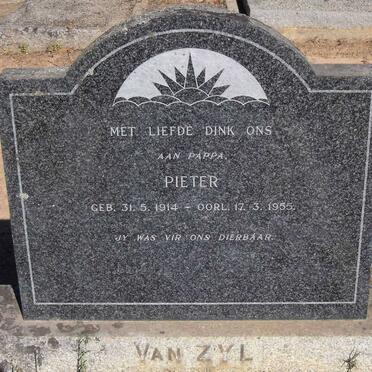 MET LIEFDE DINK ONS
AAN PAPPA,
PIETER
GEB. 31. 5. 1914 – OORL. 17. 3. 1955.
JY WAS VIR ONS DIERBAAR.
VAN ZYL